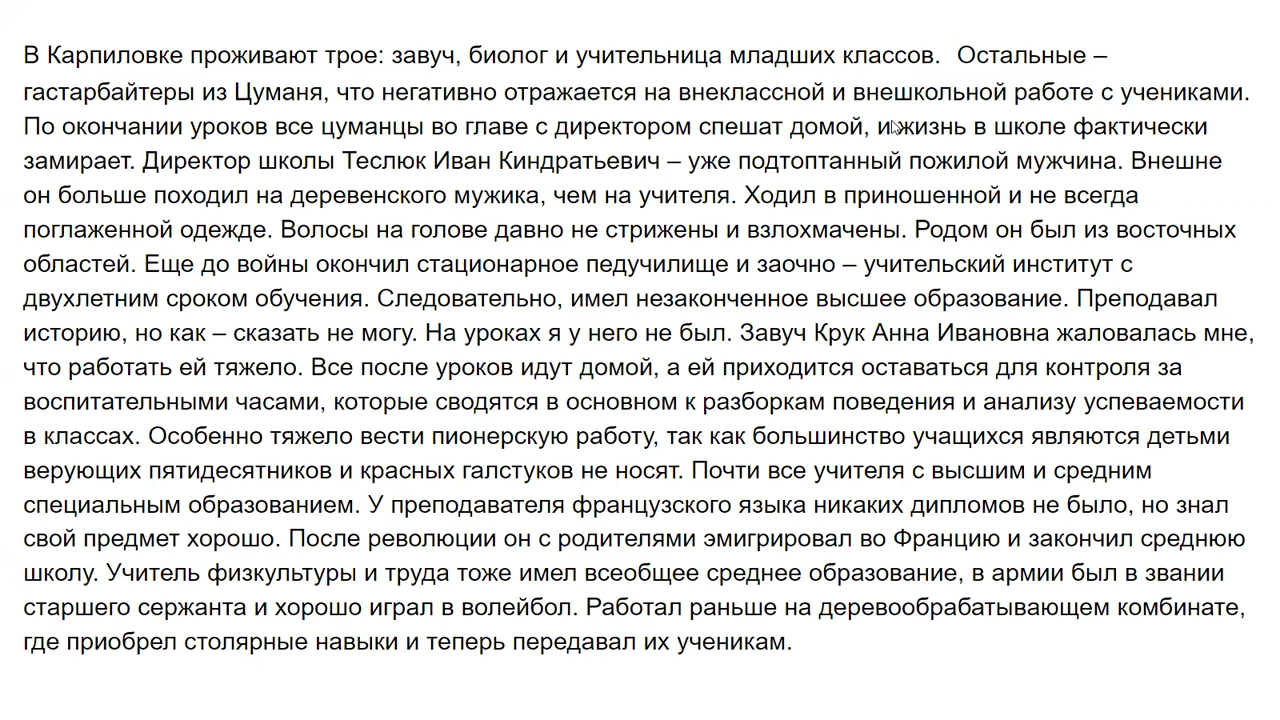 В Карпиловке проживают трое: завуч, биолог и учительница младших классов.  Остальные –
гастарбайтеры из Цуманя, что негативно отражается на внеклассной и внешкольной работе с учениками.
По окончании уроков все цуманцы во главе с директором спешат домой, и жизнь в школе фактически
замирает. Директор школы Теслюк Иван Киндратьевич – уже подтоптанный пожилой мужчина. Внешне
он больше походил на деревенского мужика, чем на учителя. Ходил в приношенной и не всегда
поглаженной одежде. Волосы на голове давно не стрижены и взлохмачены. Родом он был из восточных
областей. Еще до войны окончил стационарное педучилище и заочно – учительский институт с
двухлетним сроком обучения. Следовательно, имел незаконченное высшее образование. Преподавал
историю, но как – сказать не могу. На уроках я у него не был. Завуч Крук Анна Ивановна жаловалась мне,
что работать ей тяжело. Все после уроков идут домой, а ей приходится оставаться для контроля за
воспитательными часами, которые сводятся в основном к разборкам поведения и анализу успеваемости
в классах. Особенно тяжело вести пионерскую работу, так как большинство учащихся являются детьми
верующих пятидесятников и красных галстуков не носят. Почти все учителя с высшим и средним
специальным образованием. У преподавателя французского языка никаких дипломов не было, но знал
свой предмет хорошо. После революции он с родителями эмигрировал во Францию и закончил среднюю
школу. Учитель физкультуры и труда тоже имел всеобщее среднее образование, в армии был в звании
старшего сержанта и хорошо играл в волейбол. Работал раньше на деревообрабатывающем комбинате,
где приобрел столярные навыки и теперь передавал их ученикам.